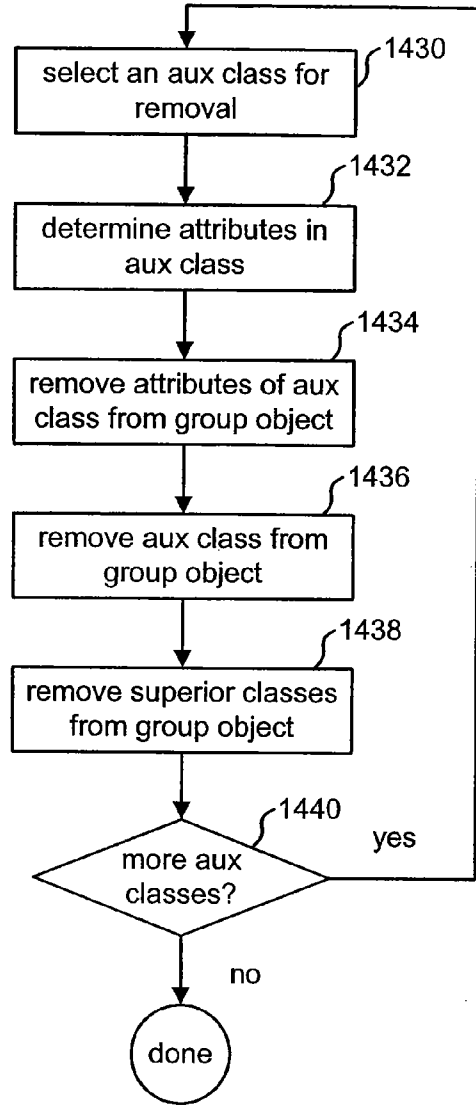 1430
select an aux class for
removal
1432
determine attributes in
aux class
1434
remove attributes of aux
class from group object
1436
remove aux class from
group object
1438
remove superior classes
from group object
1440
more aux
classes?
yes
no
done